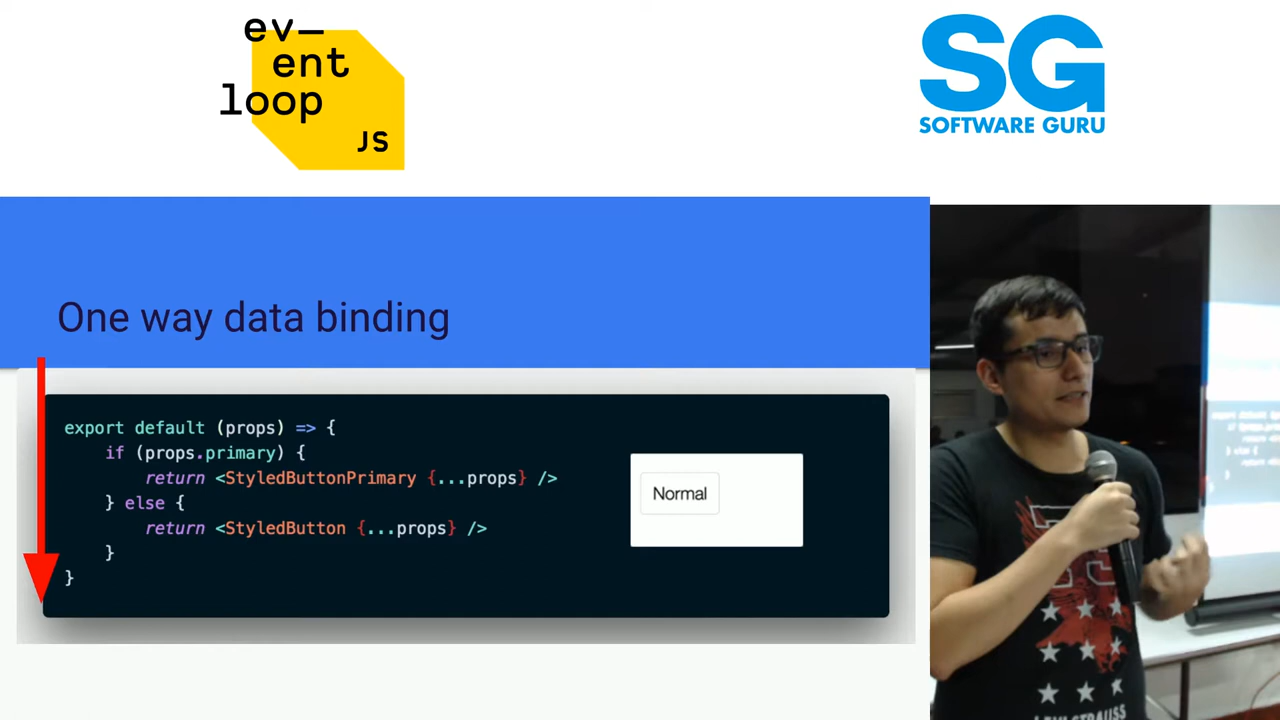 ev—
ent
loop
JS
SG
SOFTWARE GURU
One way data binding
export default (props) => {
if (props.primary) {
return <StyledButtonPrimary {...props} />
} else {
return <StyledButton {...props} />
}
}
Normal